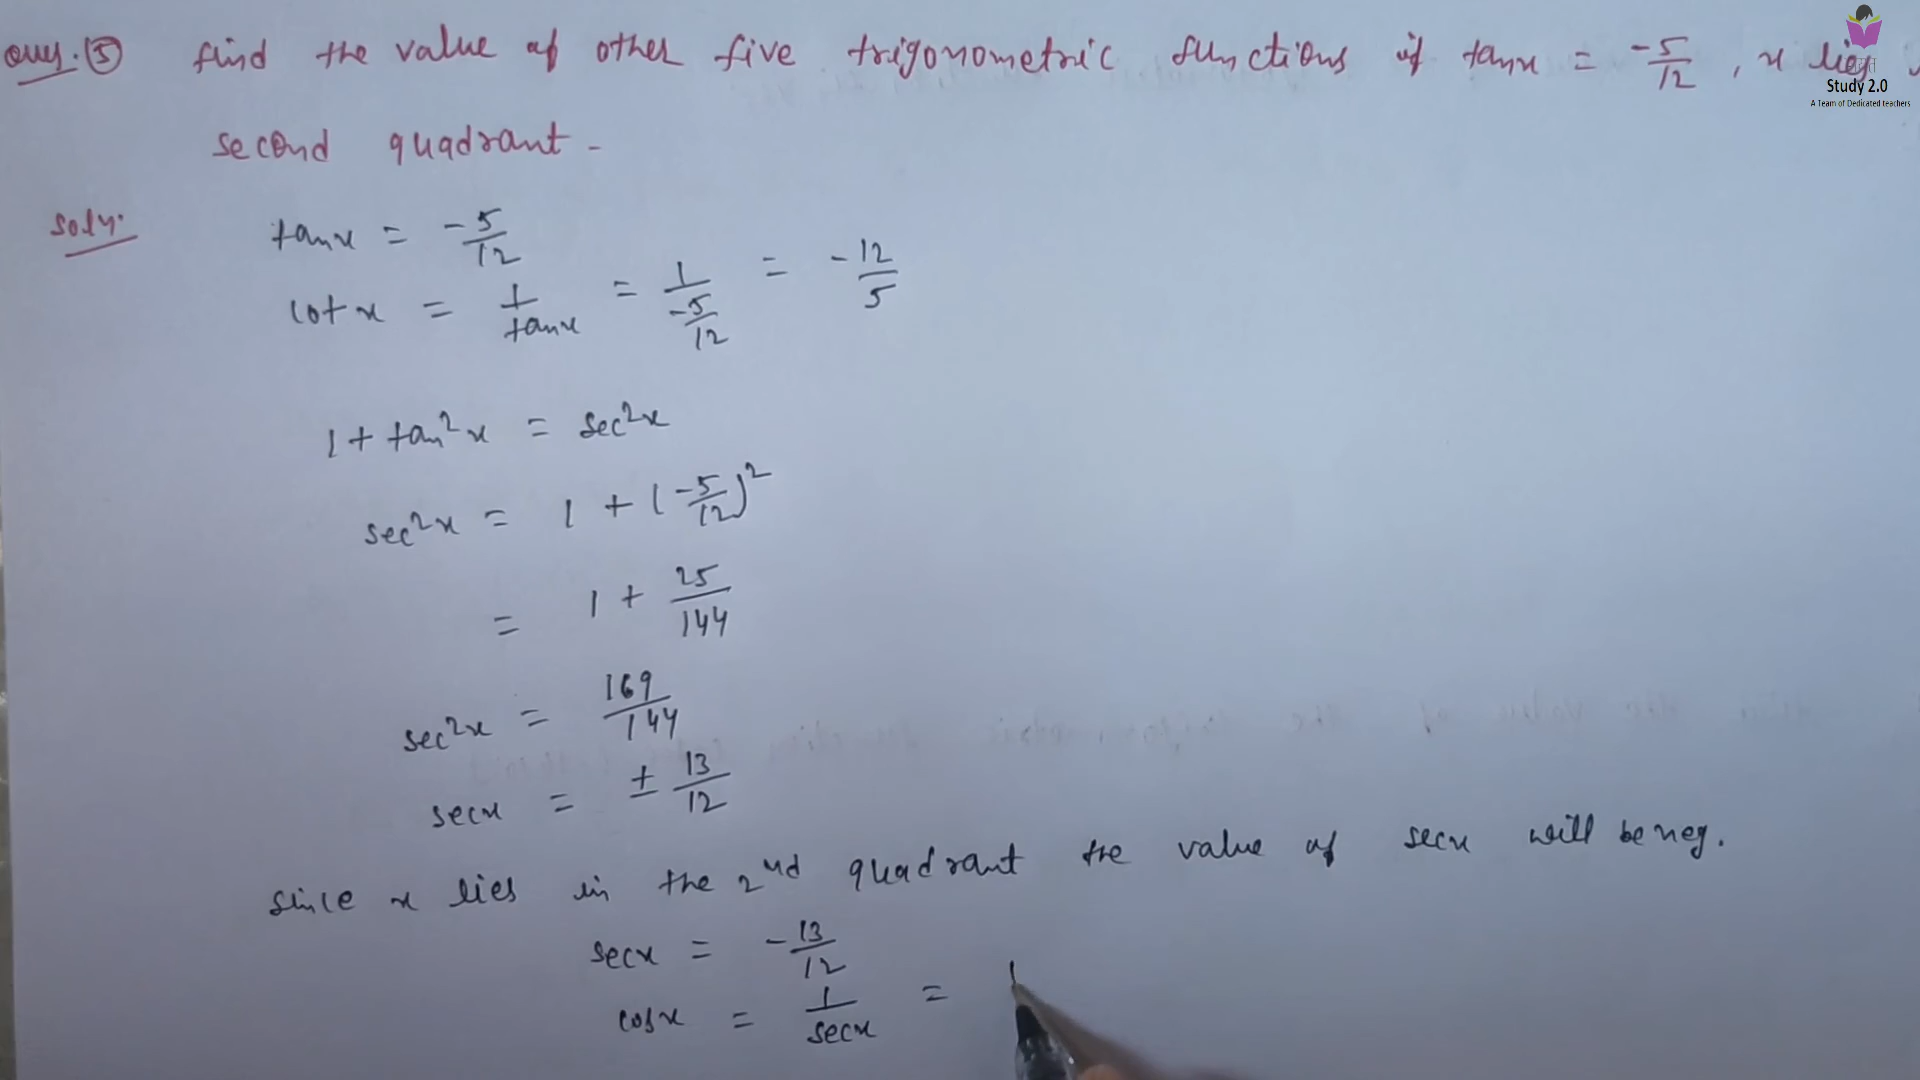 Ques.⑤ find the value of other five trigonometric functions if tanx = -5/12 , x lies
second quadrant -
Soln.
tanx = -5/12
cotx = 1/tanx = 1/(-5/12) = -12/5
1 + tan²x = sec²x
sec²x = 1 + (-5/12)²
= 1 + 25/144
sec²x = 169/144
secx = ± 13/12
since x lies in the 2nd quadrant the value of secx will be neg.
secx = -13/12
cosx = 1/secx = 1
Study 2.0
A Team of Dedicated teachers